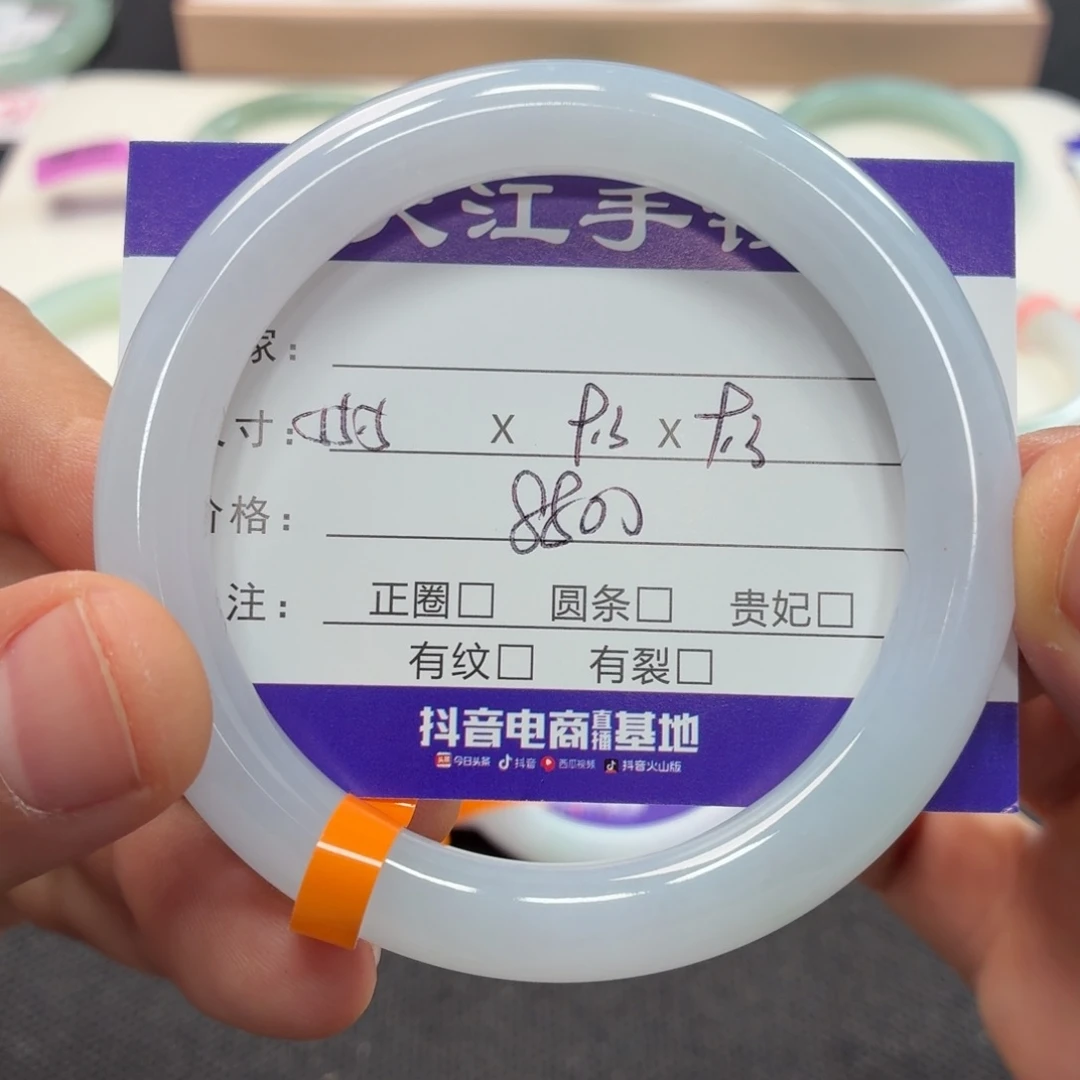 大江手
家：
寸： X X
价格： 8800
注： 正圈□ 圆条□ 贵妃□
有纹□ 有裂□
抖音电商直播基地
今日头条 抖音 西瓜视频 抖音火山版